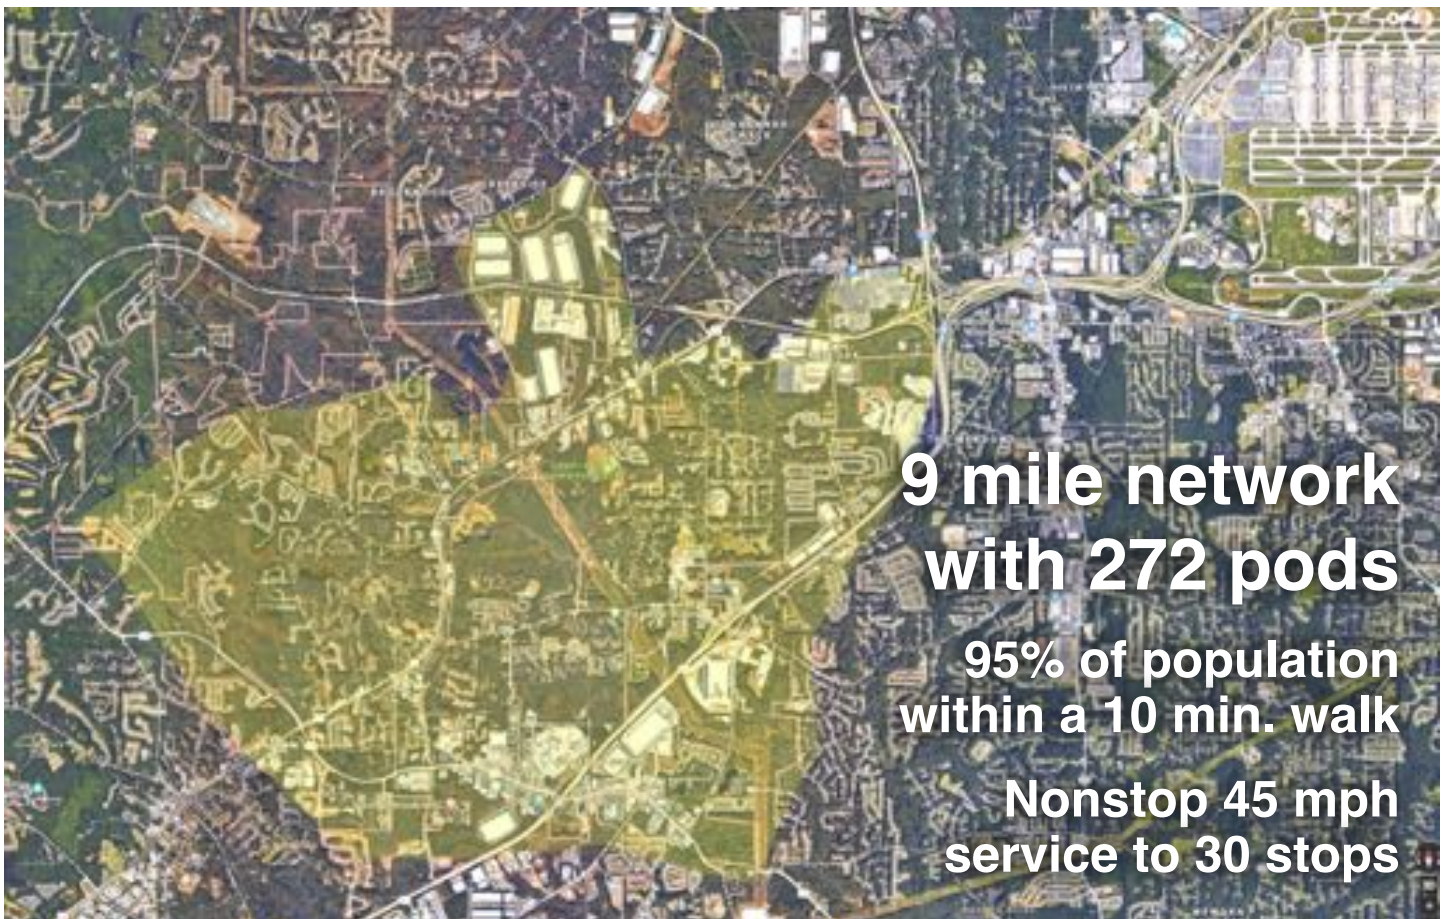 9 mile network
with 272 pods
95% of population
within a 10 min. walk
Nonstop 45 mph
service to 30 stops